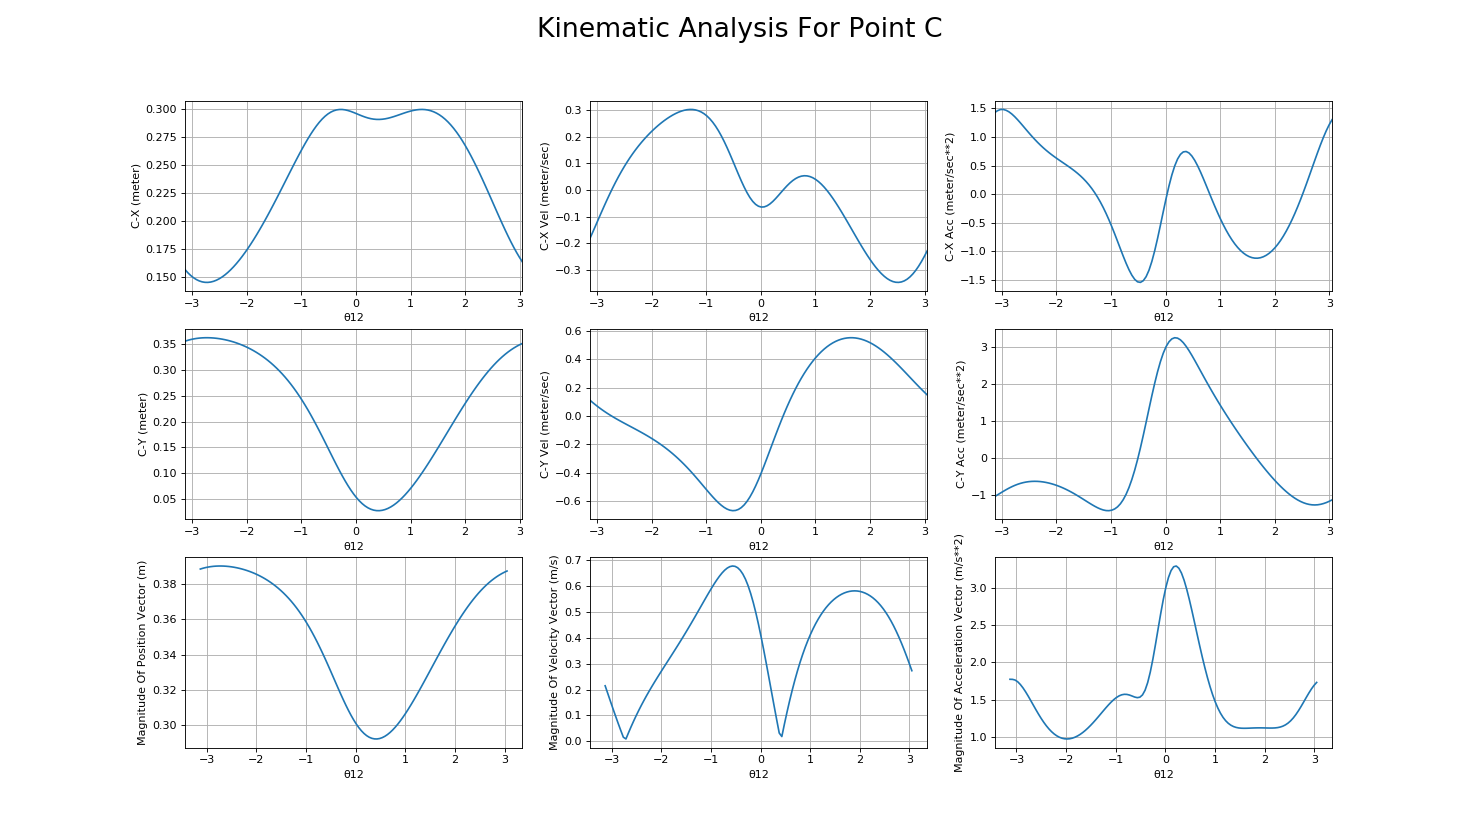 Kinematic Analysis For Point C
C-X (meter)
0.300
0.275
0.250
0.225
0.200
0.175
0.150
−3 −2 −1 0 1 2 3
θ12
C-X Vel (meter/sec)
0.3
0.2
0.1
0.0
−0.1
−0.2
−0.3
−3 −2 −1 0 1 2 3
θ12
C-X Acc (meter/sec**2)
1.5
1.0
0.5
0.0
−0.5
−1.0
−1.5
−3 −2 −1 0 1 2 3
θ12
C-Y (meter)
0.35
0.30
0.25
0.20
0.15
0.10
0.05
−3 −2 −1 0 1 2 3
θ12
C-Y Vel (meter/sec)
0.6
0.4
0.2
0.0
−0.2
−0.4
−0.6
−3 −2 −1 0 1 2 3
θ12
C-Y Acc (meter/sec**2)
3
2
1
0
−1
−3 −2 −1 0 1 2 3
θ12
Magnitude Of Position Vector (m)
0.38
0.36
0.34
0.32
0.30
−3 −2 −1 0 1 2 3
θ12
Magnitude Of Velocity Vector (m/s)
0.7
0.6
0.5
0.4
0.3
0.2
0.1
0.0
−3 −2 −1 0 1 2 3
θ12
Magnitude Of Acceleration Vector (m/s**2)
3.0
2.5
2.0
1.5
1.0
−3 −2 −1 0 1 2 3
θ12